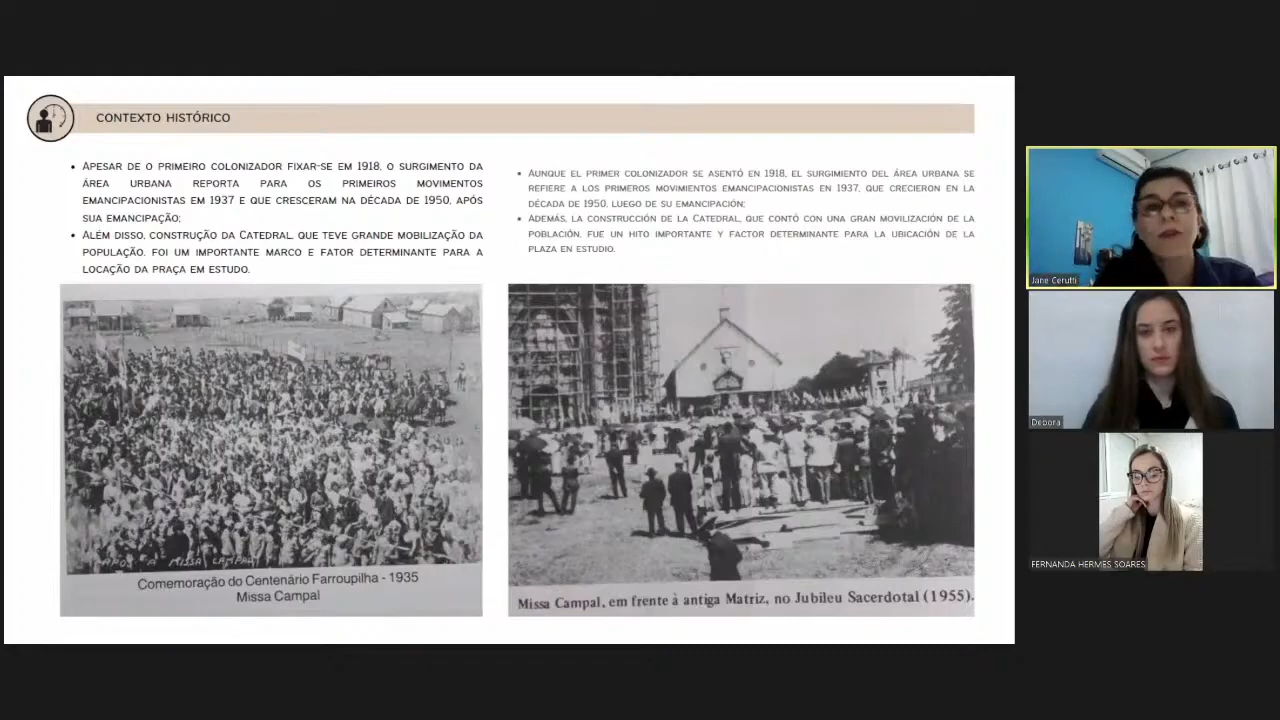 CONTEXTO HISTÓRICO
• APESAR DE O PRIMEIRO COLONIZADOR FIXAR-SE EM 1918, O SURGIMENTO DA
ÁREA URBANA REPORTA PARA OS PRIMEIROS MOVIMENTOS
EMANCIPACIONISTAS EM 1937 E QUE CRESCERAM NA DÉCADA DE 1950, APÓS
SUA EMANCIPAÇÃO;
• ALÉM DISSO, CONSTRUÇÃO DA CATEDRAL, QUE TEVE GRANDE MOBILIZAÇÃO DA
POPULAÇÃO, FOI UM IMPORTANTE MARCO E FATOR DETERMINANTE PARA A
LOCAÇÃO DA PRAÇA EM ESTUDO.
• AUNQUE EL PRIMER COLONIZADOR SE ASENTÓ EN 1918, EL SURGIMIENTO DEL ÁREA URBANA SE
REFIERE A LOS PRIMEROS MOVIMIENTOS EMANCIPACIONISTAS EN 1937, QUE CRECIERON EN LA
DÉCADA DE 1950, LUEGO DE SU EMANCIPACIÓN;
• ADEMÁS, LA CONSTRUCCIÓN DE LA CATEDRAL, QUE CONTÓ CON UNA GRAN MOVILIZACIÓN DE LA
POBLACIÓN, FUE UN HITO IMPORTANTE Y FACTOR DETERMINANTE PARA LA UBICACIÓN DE LA
PLAZA EN ESTUDIO.
APOS A MISSA CAMPAL
Comemoração do Centenário Farroupilha - 1935
Missa Campal
Missa Campal, em frente à antiga Matriz, no Jubileu Sacerdotal (1955).
Jane Cerutti
Debora
FERNANDA HERMES SOARES